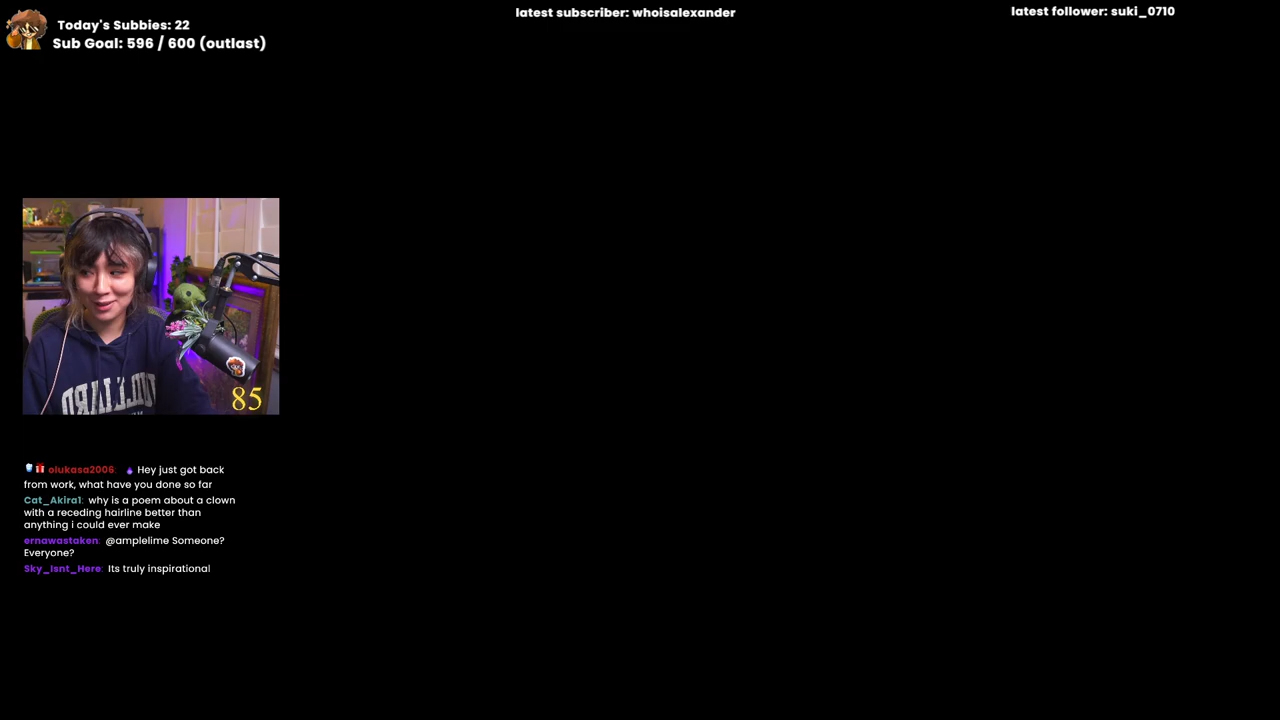 Today's Subbies: 22
Sub Goal: 596 / 600 (outlast)
latest subscriber: whoisalexander
latest follower: suki_0710
85
olukasa2006: Hey just got back
from work, what have you done so far
Cat_Akira1: why is a poem about a clown
with a receding hairline better than
anything i could ever make
ernawastaken: @amplelime Someone?
Everyone?
Sky_Isnt_Here: Its truly inspirational